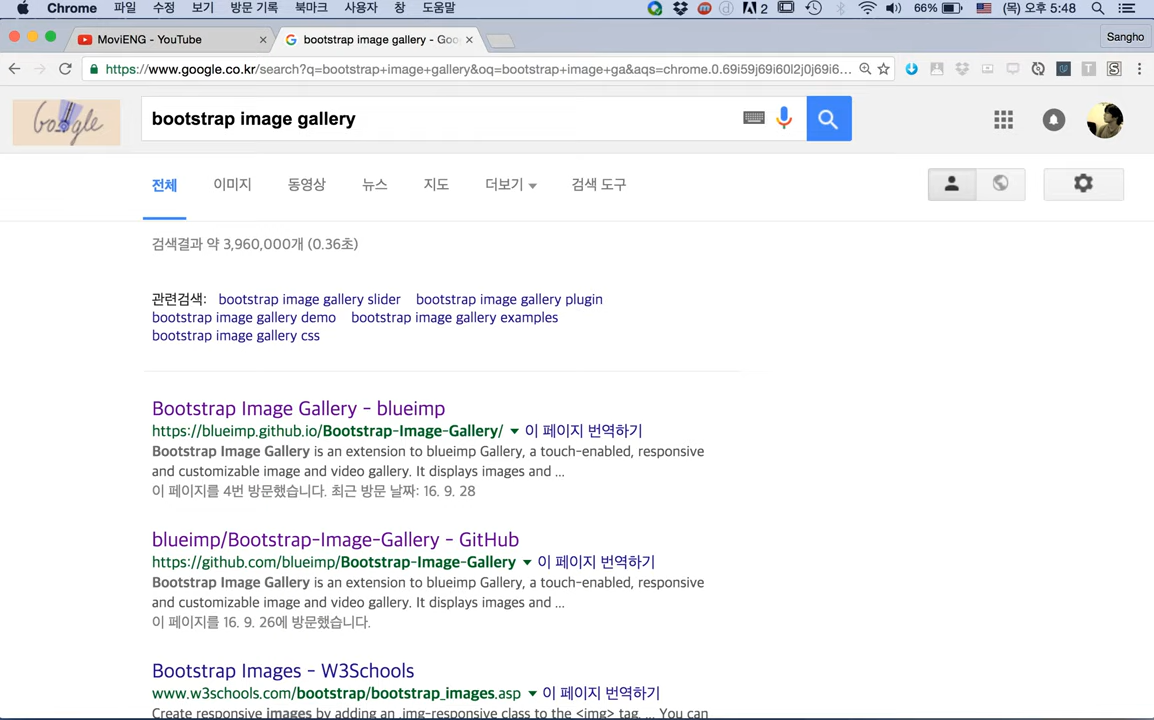 Chrome 파일 수정 보기 방문 기록 북마크 사용자 창 도움말 2 66% (목) 오후 5:48
MoviENG - YouTube bootstrap image gallery - Goo Sangho
https://www.google.co.kr/search?q=bootstrap+image+gallery&oq=bootstrap+image+ga&aqs=chrome.0.69i59j69i60l2j0j69i6...
Google bootstrap image gallery
전체 이미지 동영상 뉴스 지도 더보기 검색 도구
검색결과 약 3,960,000개 (0.36초)
관련검색: bootstrap image gallery slider bootstrap image gallery plugin
bootstrap image gallery demo bootstrap image gallery examples
bootstrap image gallery css
Bootstrap Image Gallery - blueimp
https://blueimp.github.io/Bootstrap-Image-Gallery/ 이 페이지 번역하기
Bootstrap Image Gallery is an extension to blueimp Gallery, a touch-enabled, responsive
and customizable image and video gallery. It displays images and ...
이 페이지를 4번 방문했습니다. 최근 방문 날짜: 16. 9. 28
blueimp/Bootstrap-Image-Gallery - GitHub
https://github.com/blueimp/Bootstrap-Image-Gallery 이 페이지 번역하기
Bootstrap Image Gallery is an extension to blueimp Gallery, a touch-enabled, responsive
and customizable image and video gallery. It displays images and ...
이 페이지를 16. 9. 26에 방문했습니다.
Bootstrap Images - W3Schools
www.w3schools.com/bootstrap/bootstrap_images.asp 이 페이지 번역하기
Create responsive images by adding an .img-responsive class to the <img> tag. ... You can